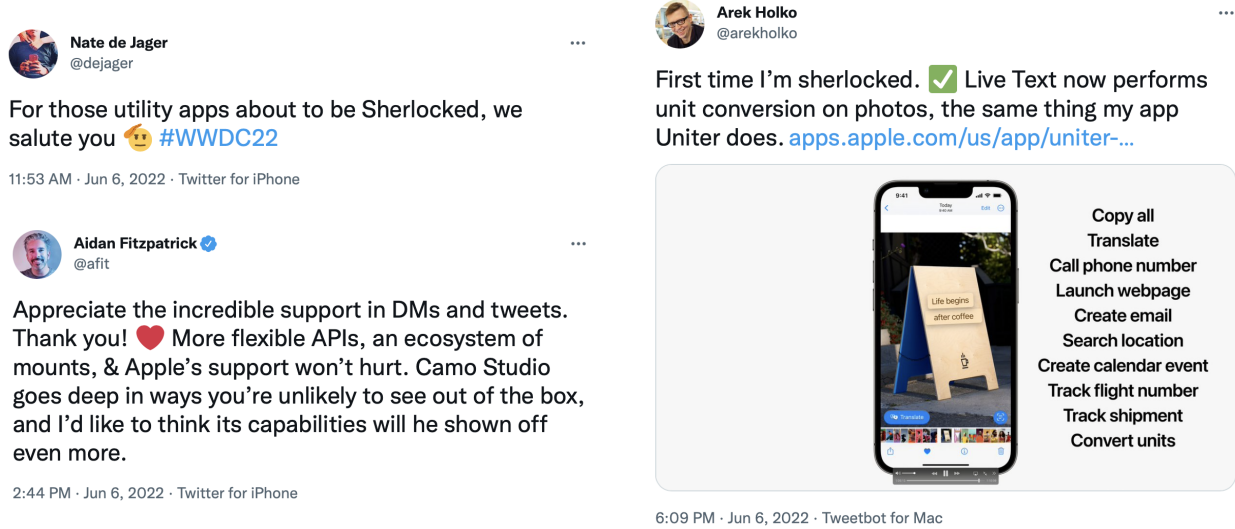 Nate de Jager
@dejager
For those utility apps about to be Sherlocked, we
salute you #WWDC22
11:53 AM · Jun 6, 2022 · Twitter for iPhone
Aidan Fitzpatrick
@afit
Appreciate the incredible support in DMs and tweets.
Thank you! ❤️ More flexible APIs, an ecosystem of
mounts, & Apple’s support won’t hurt. Camo Studio
goes deep in ways you’re unlikely to see out of the box,
and I’d like to think its capabilities will he shown off
even more.
2:44 PM · Jun 6, 2022 · Twitter for iPhone
Arek Holko
@arekholko
First time I’m sherlocked. ✅ Live Text now performs
unit conversion on photos, the same thing my app
Uniter does. apps.apple.com/us/app/uniter-…
9:41
Today
Edit
Life begins
after coffee
Translate
Copy all
Translate
Call phone number
Launch webpage
Create email
Search location
Create calendar event
Track flight number
Track shipment
Convert units
6:09 PM · Jun 6, 2022 · Tweetbot for Mac